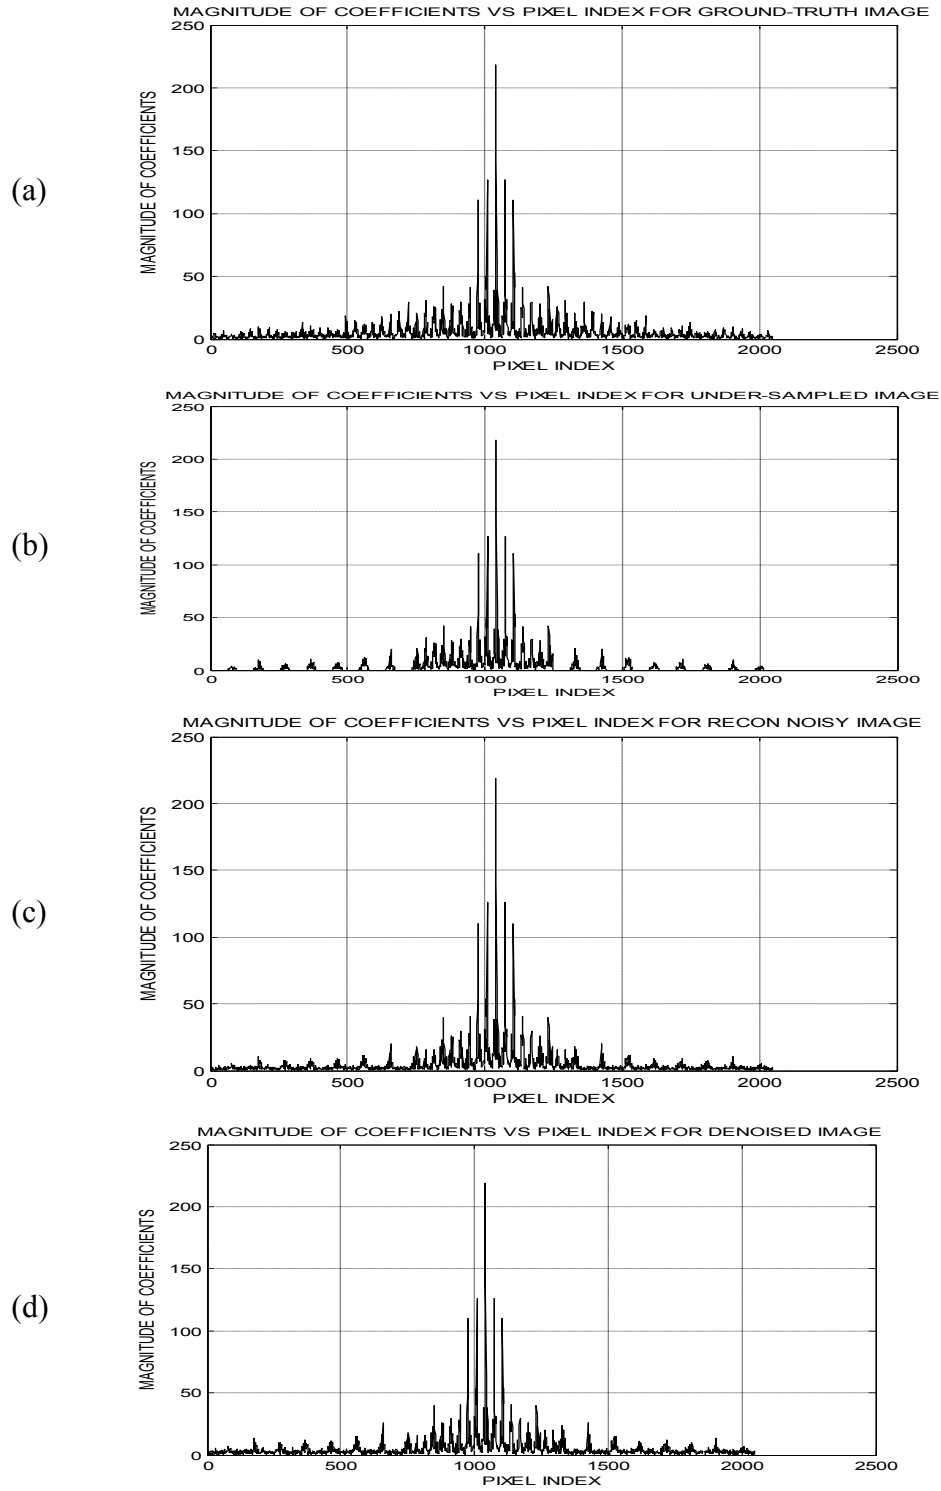 MAGNITUDE OF COEFFICIENTS VS PIXEL INDEX FOR GROUND-TRUTH IMAGE
(a)
MAGNITUDE OF COEFFICIENTS
250
200
150
100
50
0
0 500 1000 1500 2000 2500
PIXEL INDEX
MAGNITUDE OF COEFFICIENTS VS PIXEL INDEX FOR UNDER-SAMPLED IMAGE
(b)
MAGNITUDE OF COEFFICIENTS
250
200
150
100
50
0
0 500 1000 1500 2000 2500
PIXEL INDEX
MAGNITUDE OF COEFFICIENTS VS PIXEL INDEX FOR RECON NOISY IMAGE
(c)
MAGNITUDE OF COEFFICIENTS
250
200
150
100
50
0
0 500 1000 1500 2000 2500
PIXEL INDEX
MAGNITUDE OF COEFFICIENTS VS PIXEL INDEX FOR DENOISED IMAGE
(d)
MAGNITUDE OF COEFFICIENTS
250
200
150
100
50
0
0 500 1000 1500 2000 2500
PIXEL INDEX